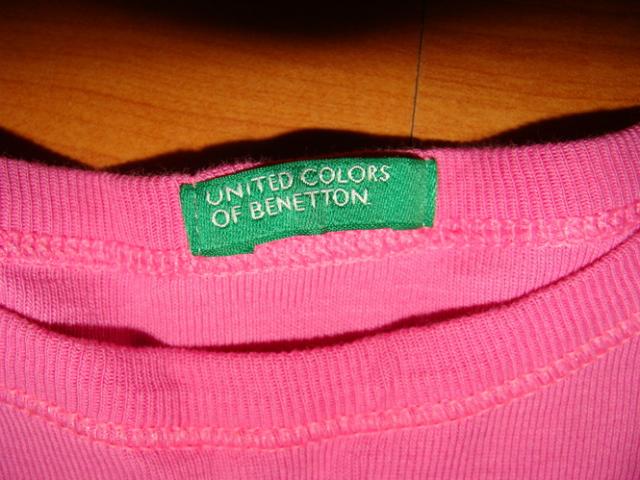 UNITED COLORS
OF BENETTON.